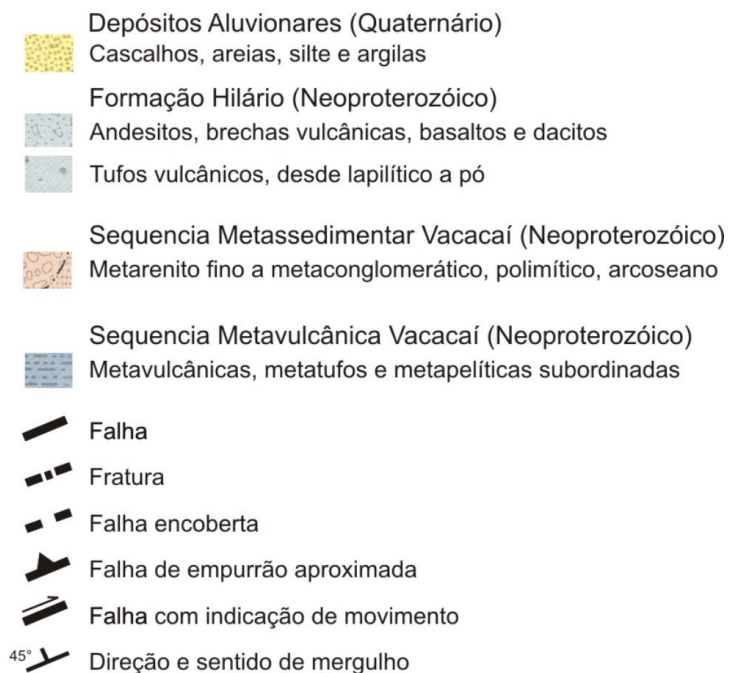 Depósitos Aluvionares (Quaternário)
Cascalhos, areias, silte e argilas
Formação Hilário (Neoproterozóico)
Andesitos, brechas vulcânicas, basaltos e dacitos
Tufos vulcânicos, desde lapilítico a pó
Sequencia Metassedimentar Vacacaí (Neoproterozóico)
Metarenito fino a metaconglomerático, polimítico, arcoseano
Sequencia Metavulcânica Vacacaí (Neoproterozóico)
Metavulcânicas, metatufos e metapelíticas subordinadas
Falha
Fratura
Falha encoberta
Falha de empurrão aproximada
Falha com indicação de movimento
45° Direção e sentido de mergulho